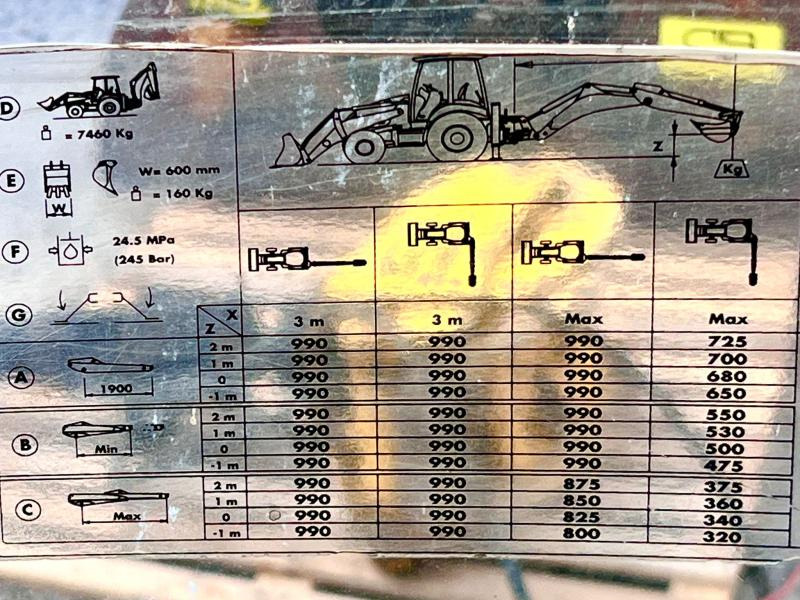 D
= 7460 Kg
Z
Kg
E
W= 600 mm
= 160 Kg
W
F
24.5 MPa
(245 Bar)
G
X
Z
3 m 3 m Max Max
2 m 990 990 990 725
1 m 990 990 990 700
0 990 990 990 680
-1 m 990 990 990 650
A
1900
2 m 990 990 990 550
1 m 990 990 990 530
0 990 990 990 500
-1 m 990 990 990 475
B
Min
2 m 990 990 875 375
1 m 990 990 850 360
0 990 990 825 340
-1 m 990 990 800 320
C
Max